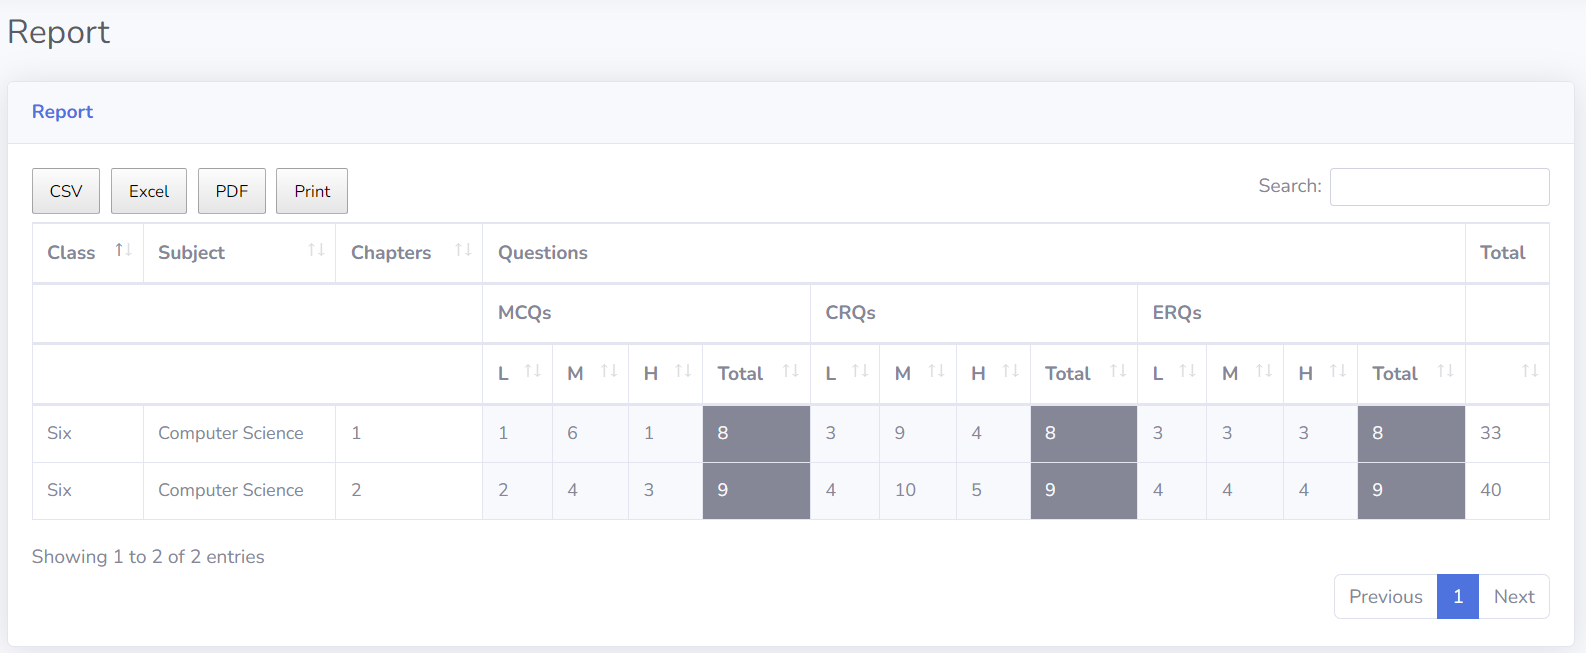 Report
Report
CSV Excel PDF Print Search:
Class Subject Chapters Questions Total
MCQs CRQs ERQs
L M H Total L M H Total L M H Total
Six Computer Science 1 1 6 1 8 3 9 4 8 3 3 3 8 33
Six Computer Science 2 2 4 3 9 4 10 5 9 4 4 4 9 40
Showing 1 to 2 of 2 entries
Previous 1 Next